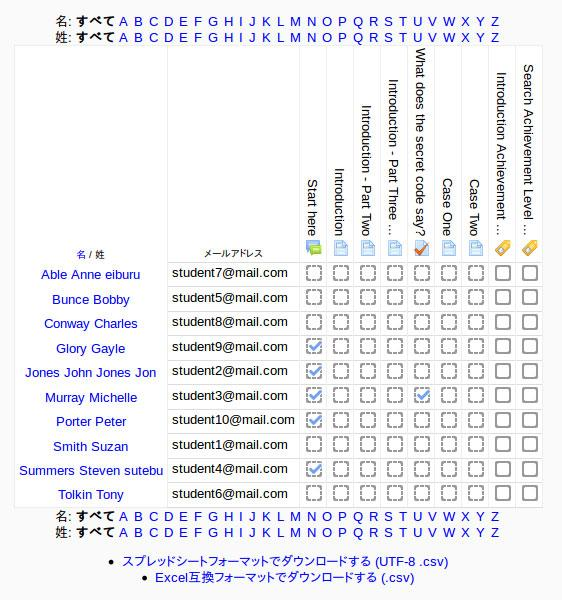 名: すべて A B C D E F G H I J K L M N O P Q R S T U V W X Y Z
姓: すべて A B C D E F G H I J K L M N O P Q R S T U V W X Y Z
名 / 姓 メールアドレス Start here Introduction Introduction - Part Two Introduction - Part Three ... What does the secret code say? Case One Case Two Introduction Achievement ... Search Achievement Level ...
Able Anne eiburu student7@mail.com
Bunce Bobby student5@mail.com
Conway Charles student8@mail.com
Glory Gayle student9@mail.com
Jones John Jones Jon student2@mail.com
Murray Michelle student3@mail.com
Porter Peter student10@mail.com
Smith Suzan student1@mail.com
Summers Steven sutebu student4@mail.com
Tolkin Tony student6@mail.com
名: すべて A B C D E F G H I J K L M N O P Q R S T U V W X Y Z
姓: すべて A B C D E F G H I J K L M N O P Q R S T U V W X Y Z
• スプレッドシートフォーマットでダウンロードする (UTF-8 .csv)
• Excel互換フォーマットでダウンロードする (.csv)